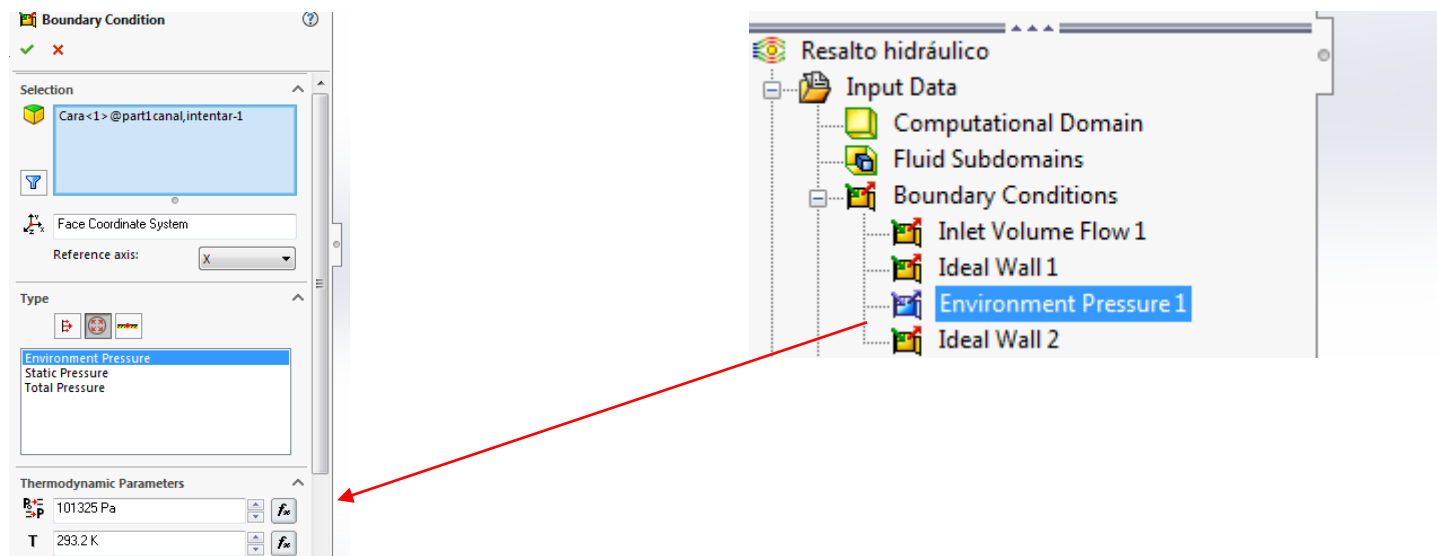 Boundary Condition
Selection
Cara<1>@part1canal,intentar-1
Face Coordinate System
Reference axis:
X
Type
Environment Pressure
Static Pressure
Total Pressure
Thermodynamic Parameters
101325 Pa
T
293.2 K
Resalto hidráulico
Input Data
Computational Domain
Fluid Subdomains
Boundary Conditions
Inlet Volume Flow 1
Ideal Wall 1
Environment Pressure 1
Ideal Wall 2